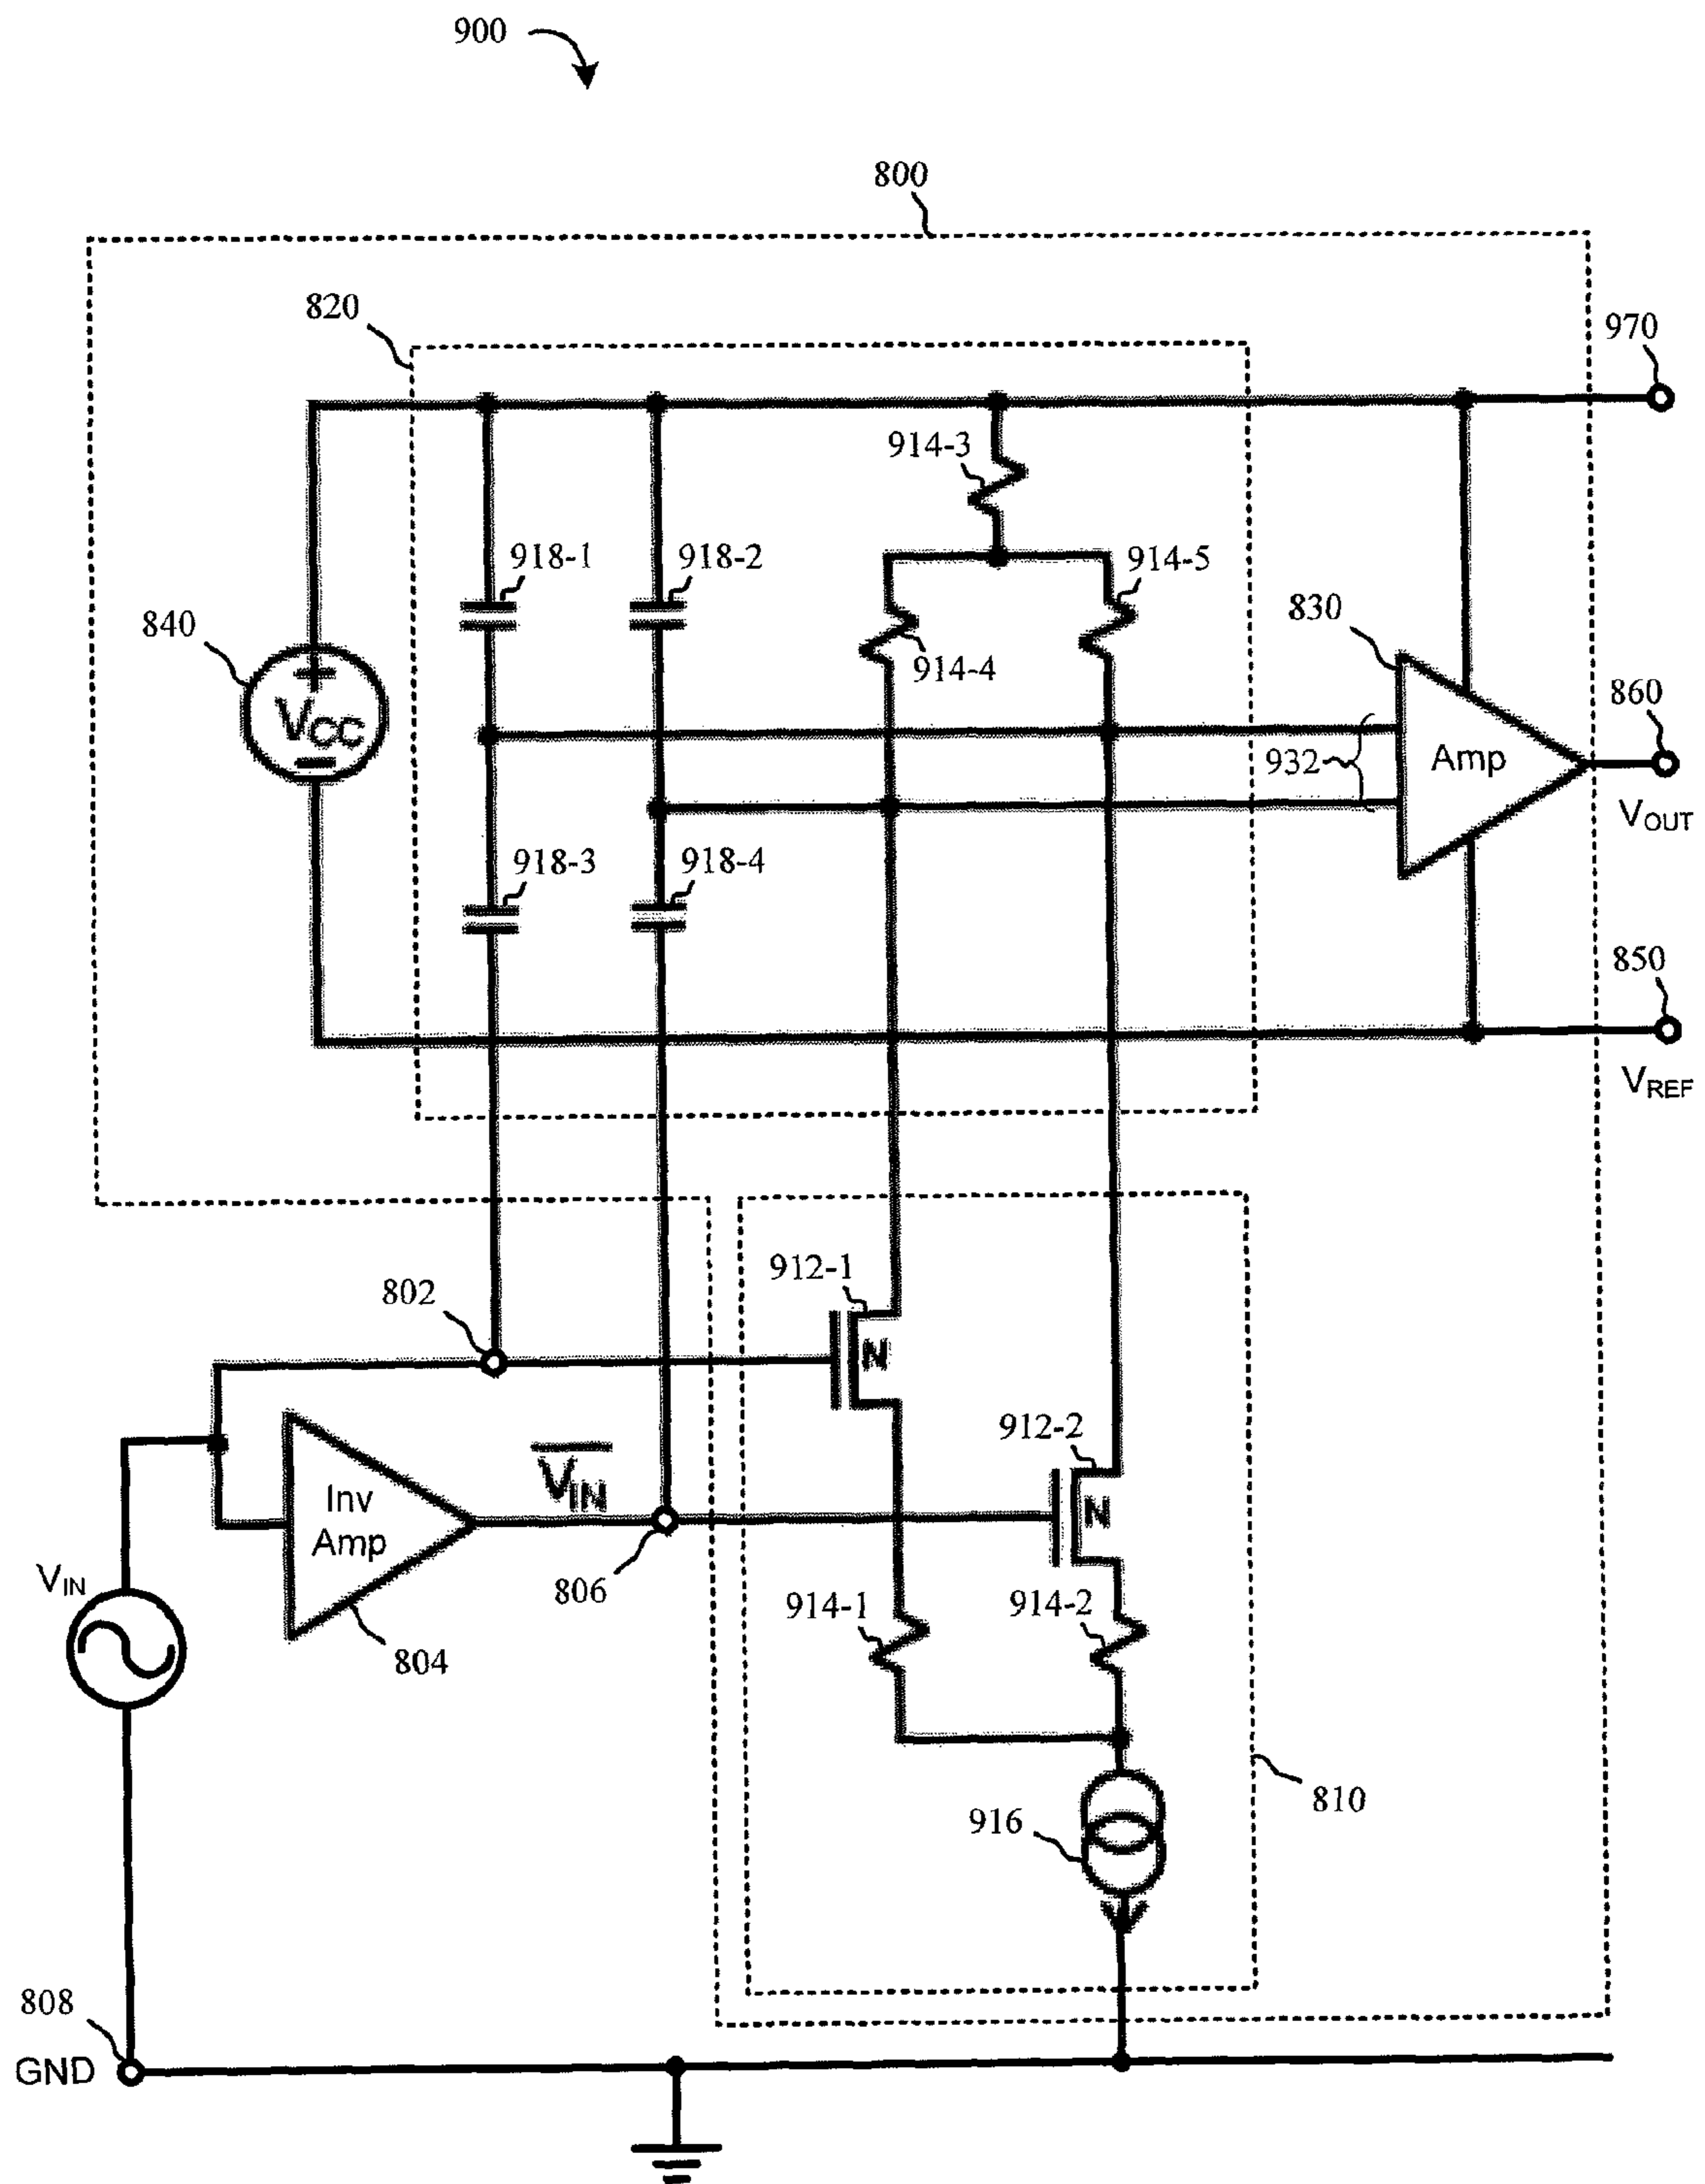 900
800
820
970
914-3
918-1
918-2
914-5
840
830
+
VCC
914-4
860
932
Amp
VOUT
918-3
918-4
850
VREF
912-1
802
N
912-2
VIN
Inv
Amp
N
VIN
806
914-1
914-2
804
810
916
808
GND